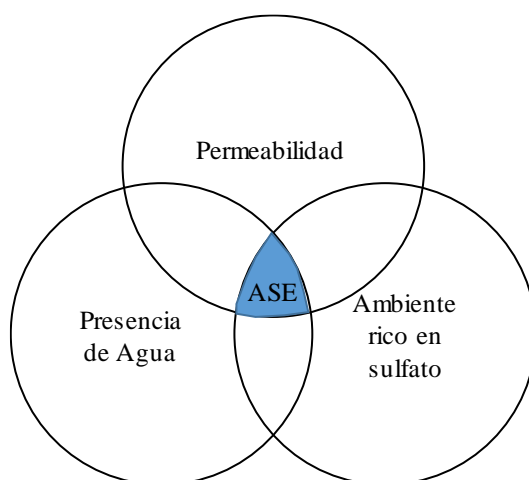 Permeabilidad
ASE
Presencia
de Agua
Ambiente
rico en
sulfato